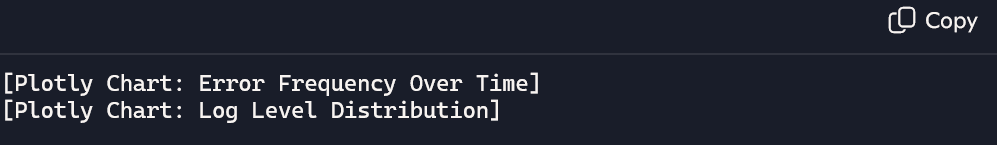 Copy
[Plotly Chart: Error Frequency Over Time]
[Plotly Chart: Log Level Distribution]